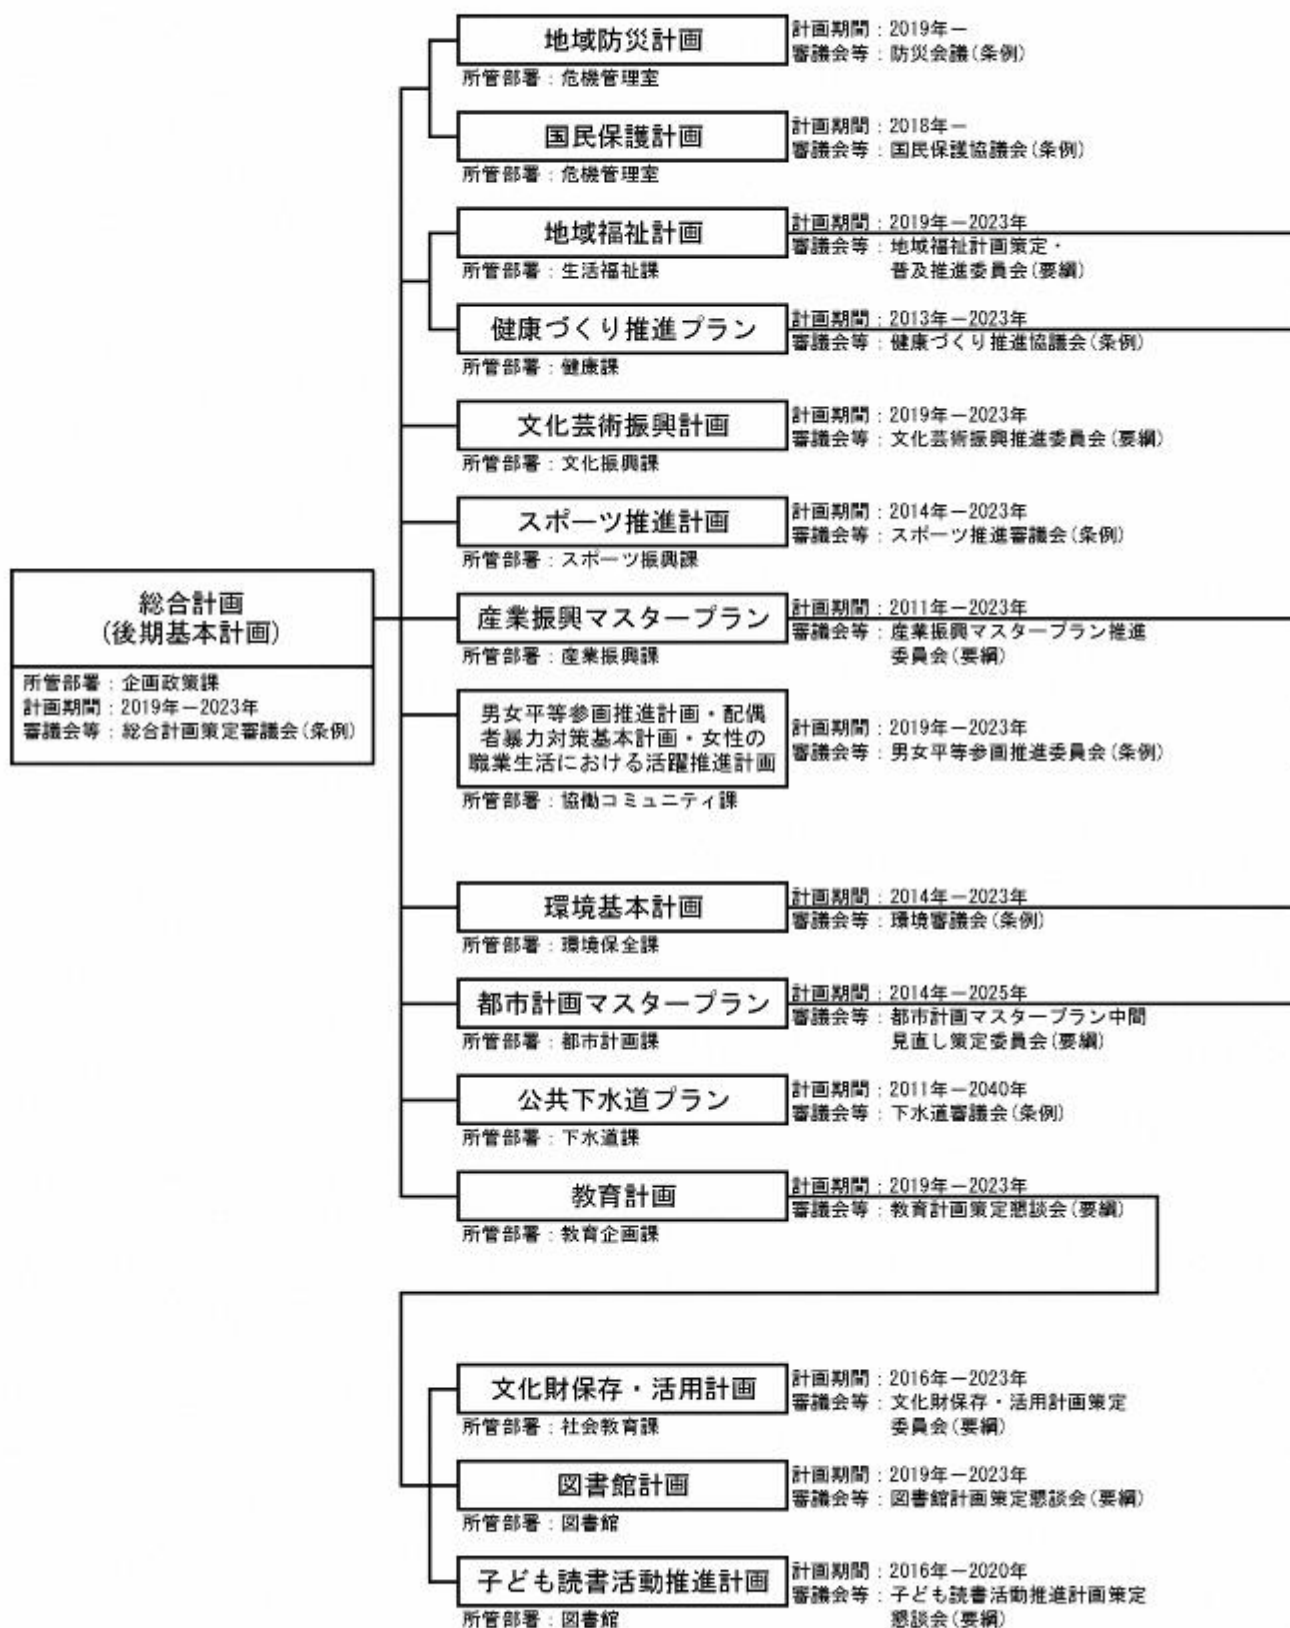 地域防災計画
計画期間：2019年－
審議会等：防災会議(条例)
所管部署：危機管理室
国民保護計画
計画期間：2018年－
審議会等：国民保護協議会(条例)
所管部署：危機管理室
地域福祉計画
計画期間：2019年－2023年
審議会等：地域福祉計画策定・
普及推進委員会(要綱)
所管部署：生活福祉課
健康づくり推進プラン
計画期間：2013年－2023年
審議会等：健康づくり推進協議会(条例)
所管部署：健康課
文化芸術振興計画
計画期間：2019年－2023年
審議会等：文化芸術振興推進委員会(要綱)
所管部署：文化振興課
スポーツ推進計画
計画期間：2014年－2023年
審議会等：スポーツ推進審議会(条例)
所管部署：スポーツ振興課
総合計画
(後期基本計画)
所管部署：企画政策課
計画期間：2019年－2023年
審議会等：総合計画策定審議会(条例)
産業振興マスタープラン
計画期間：2011年－2023年
審議会等：産業振興マスタープラン推進
委員会(要綱)
所管部署：産業振興課
男女平等参画推進計画・配偶
者暴力対策基本計画・女性の
職業生活における活躍推進計画
計画期間：2019年－2023年
審議会等：男女平等参画推進委員会(条例)
所管部署：協働コミュニティ課
環境基本計画
計画期間：2014年－2023年
審議会等：環境審議会(条例)
所管部署：環境保全課
都市計画マスタープラン
計画期間：2014年－2025年
審議会等：都市計画マスタープラン中間
見直し策定委員会(要綱)
所管部署：都市計画課
公共下水道プラン
計画期間：2011年－2040年
審議会等：下水道審議会(条例)
所管部署：下水道課
教育計画
計画期間：2019年－2023年
審議会等：教育計画策定懇談会(要綱)
所管部署：教育企画課
文化財保存・活用計画
計画期間：2016年－2023年
審議会等：文化財保存・活用計画策定
委員会(要綱)
所管部署：社会教育課
図書館計画
計画期間：2019年－2023年
審議会等：図書館計画策定懇談会(要綱)
所管部署：図書館
子ども読書活動推進計画
計画期間：2016年－2020年
審議会等：子ども読書活動推進計画策定
懇談会(要綱)
所管部署：図書館